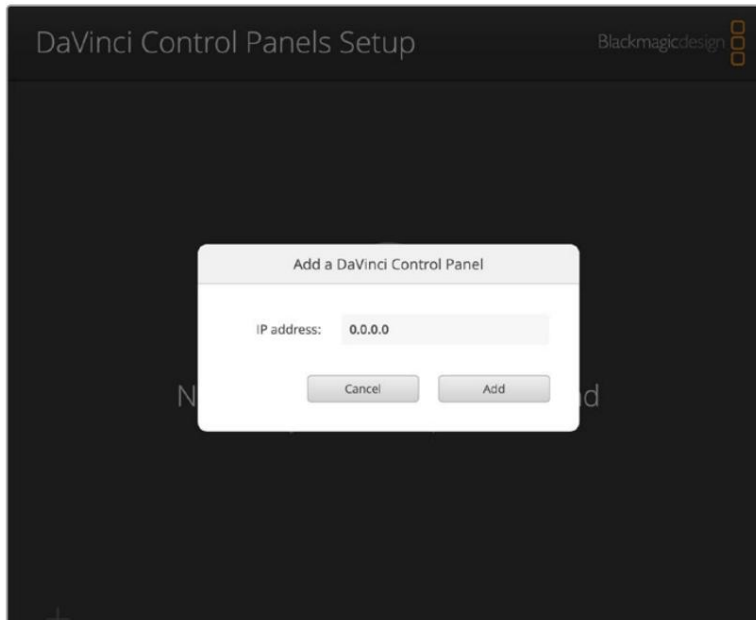 DaVinci Control Panels Setup
Blackmagicdesign
Add a DaVinci Control Panel
IP address: 0.0.0.0
Cancel Add